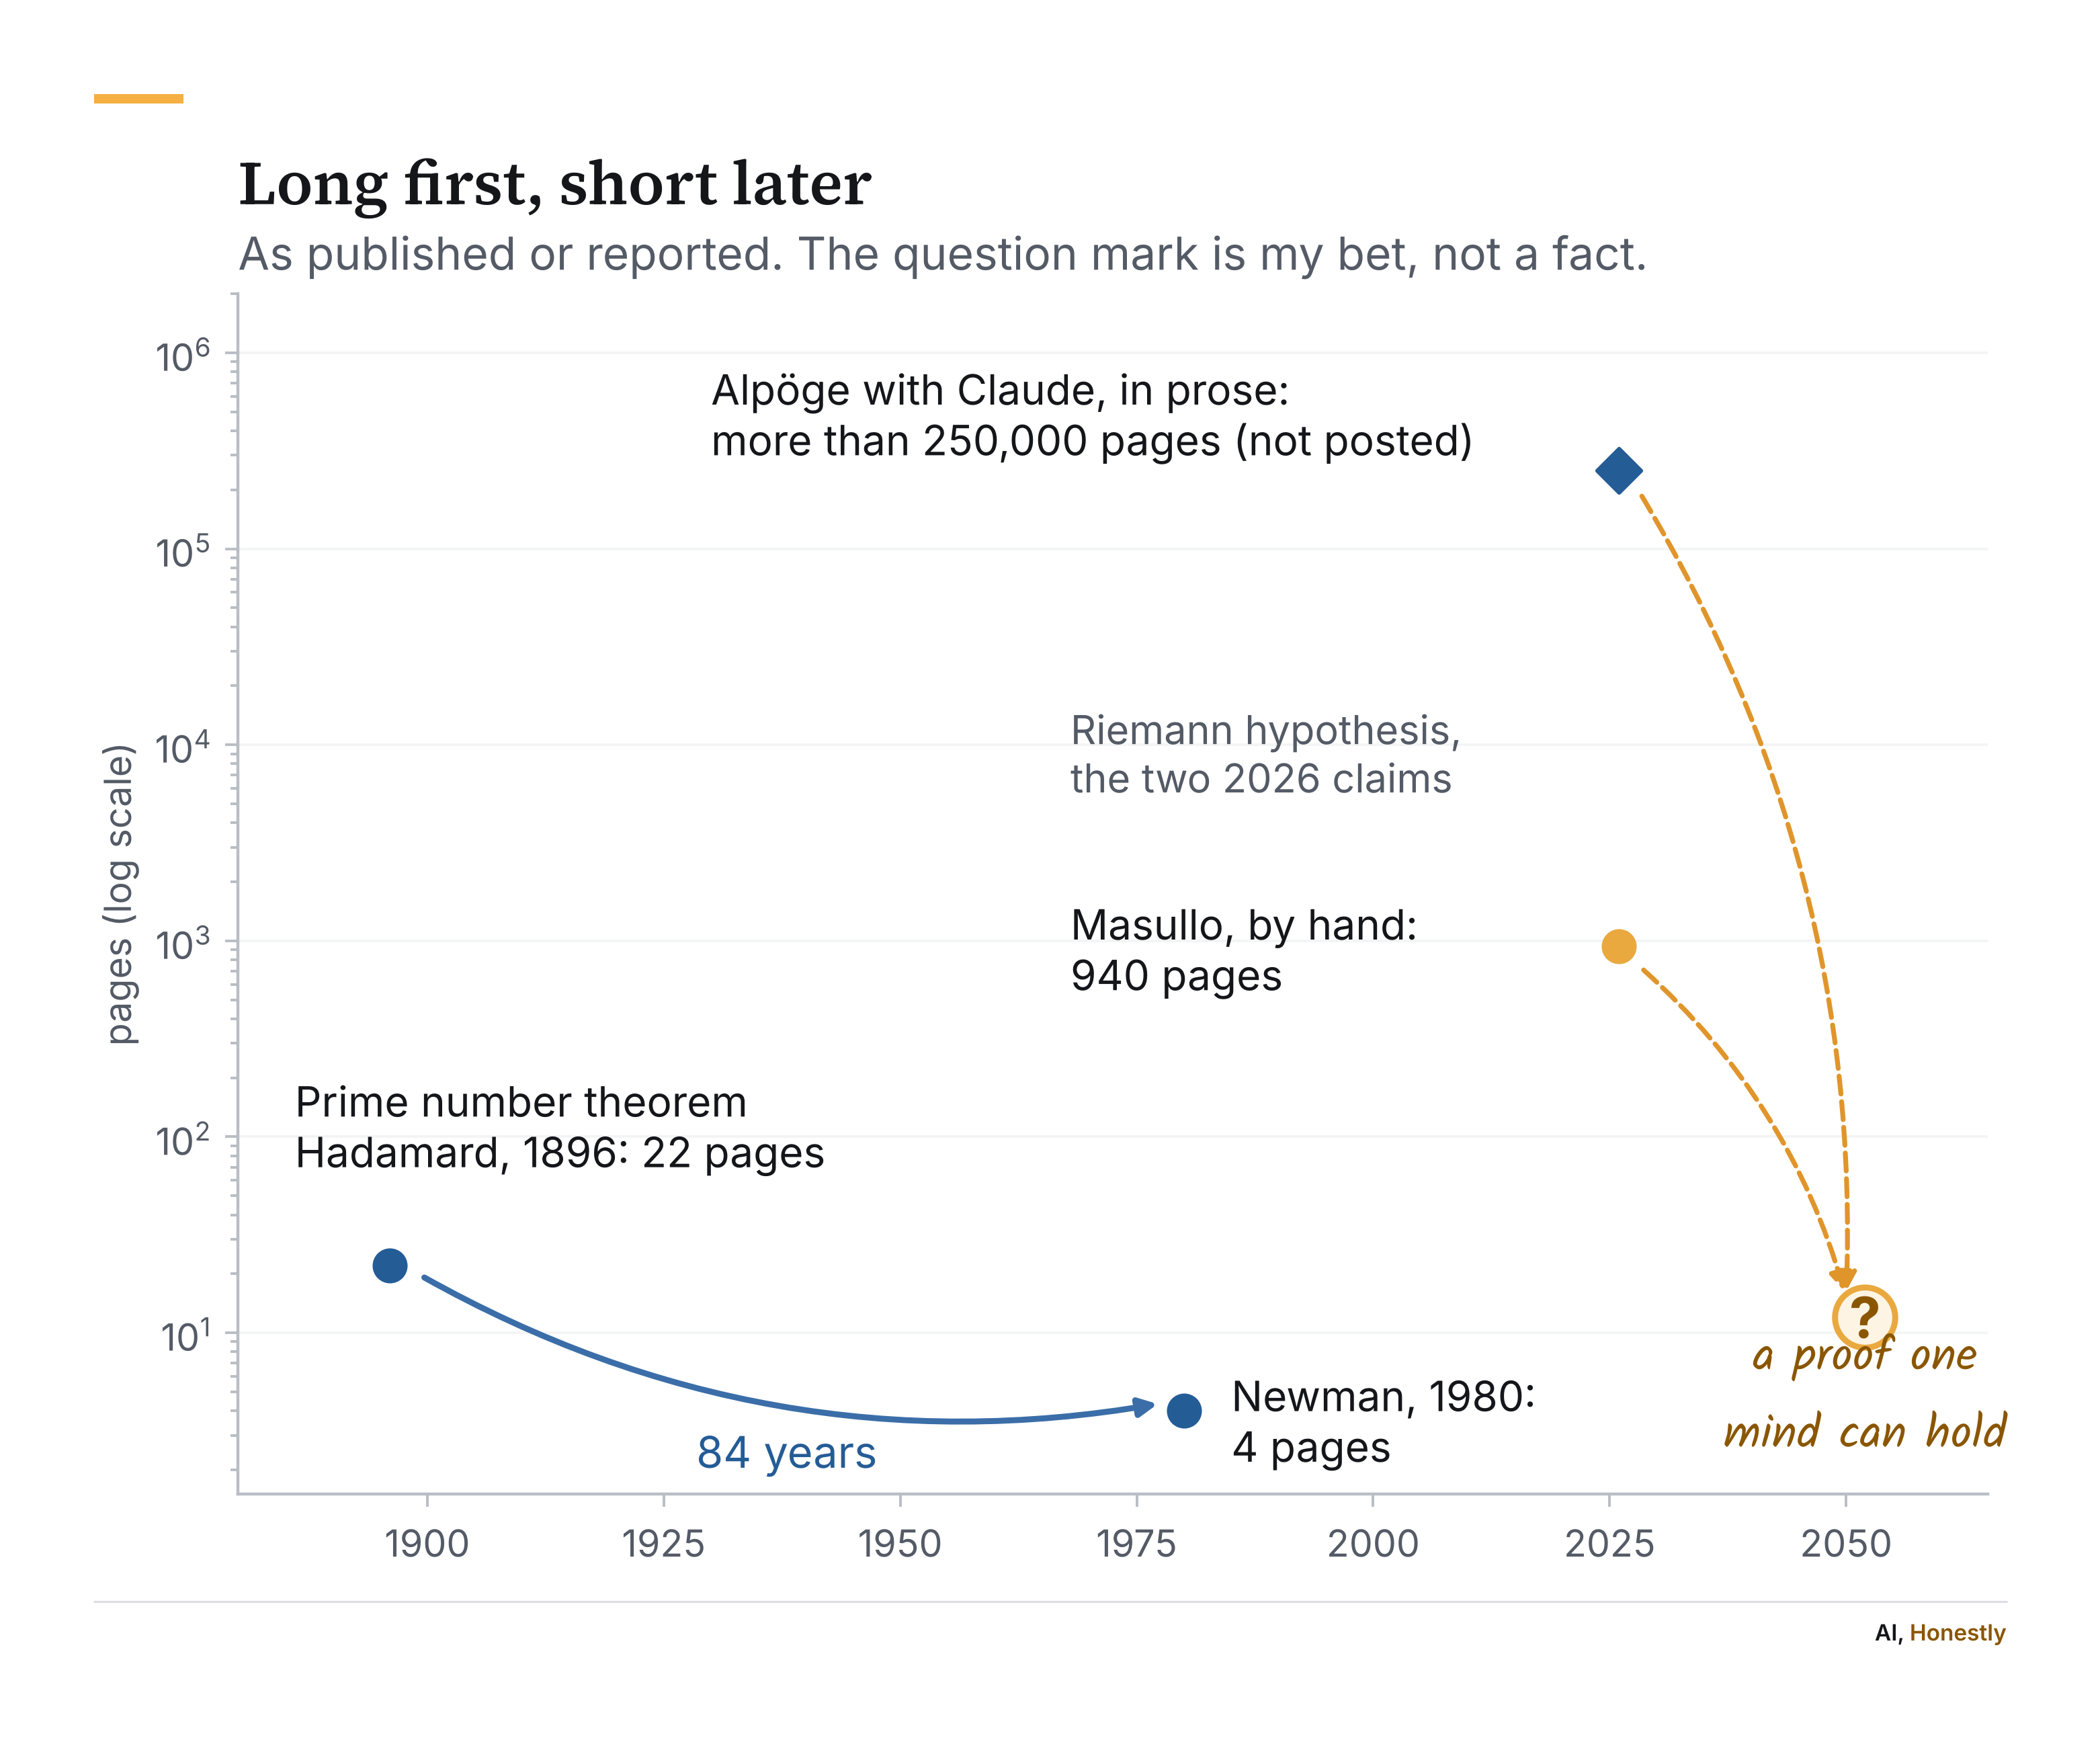 Long first, short later
As published or reported. The question mark is my bet, not a fact.
10⁶
Alpöge with Claude, in prose:
more than 250,000 pages (not posted)
10⁵
Riemann hypothesis,
the two 2026 claims
10⁴
pages (log scale)
Masullo, by hand:
940 pages
10³
Prime number theorem
Hadamard, 1896: 22 pages
10²
?
10¹
a proof one
mind can hold
Newman, 1980:
4 pages
84 years
1900 1925 1950 1975 2000 2025 2050
AI, Honestly